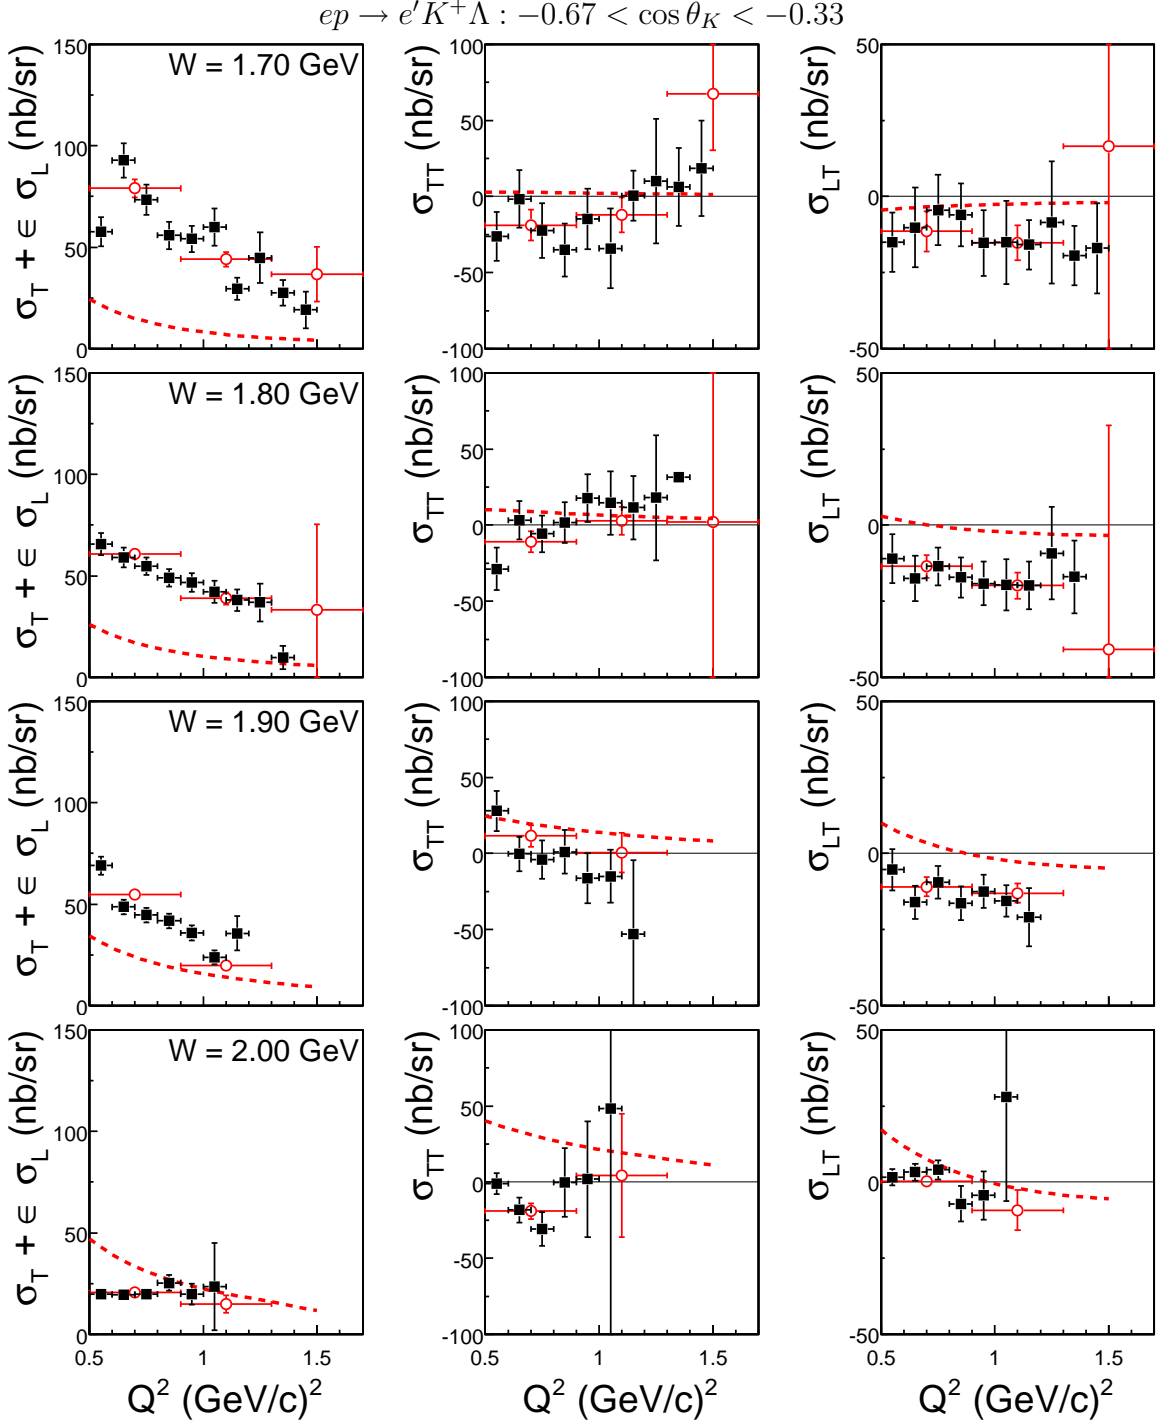 ep → e′K⁺Λ : −0.67 < cos θ_K < −0.33
σ_T + ϵ σ_L (nb/sr)
150
100
50
0
W = 1.70 GeV
σ_TT (nb/sr)
100
50
0
-50
-100
σ_LT (nb/sr)
50
0
-50
σ_T + ϵ σ_L (nb/sr)
150
100
50
0
W = 1.80 GeV
σ_TT (nb/sr)
100
50
0
-50
-100
σ_LT (nb/sr)
50
0
-50
σ_T + ϵ σ_L (nb/sr)
150
100
50
0
W = 1.90 GeV
σ_TT (nb/sr)
100
50
0
-50
-100
σ_LT (nb/sr)
50
0
-50
σ_T + ϵ σ_L (nb/sr)
150
100
50
0
W = 2.00 GeV
σ_TT (nb/sr)
100
50
0
-50
-100
σ_LT (nb/sr)
50
0
-50
0.5 1 1.5
0.5 1 1.5
0.5 1 1.5
Q² (GeV/c)²
Q² (GeV/c)²
Q² (GeV/c)²